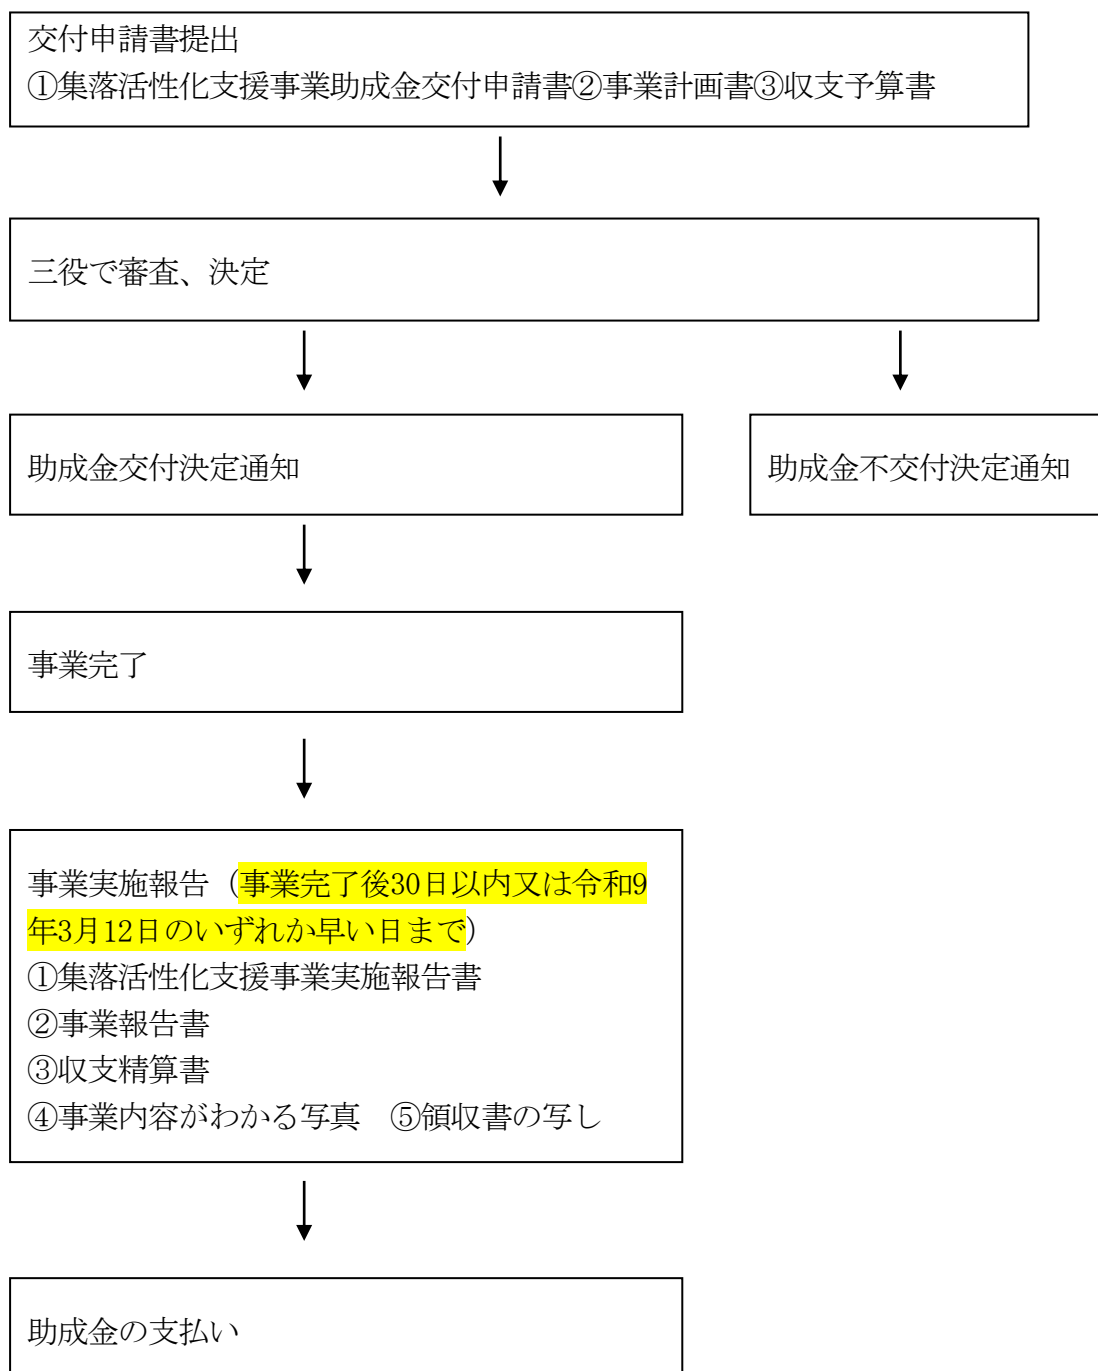 交付申請書提出
①集落活性化支援事業助成金交付申請書②事業計画書③収支予算書
三役で審査、決定
助成金交付決定通知
助成金不交付決定通知
事業完了
事業実施報告（事業完了後30日以内又は令和9
年3月12日のいずれか早い日まで）
①集落活性化支援事業実施報告書
②事業報告書
③収支精算書
④事業内容がわかる写真　⑤領収書の写し
助成金の支払い